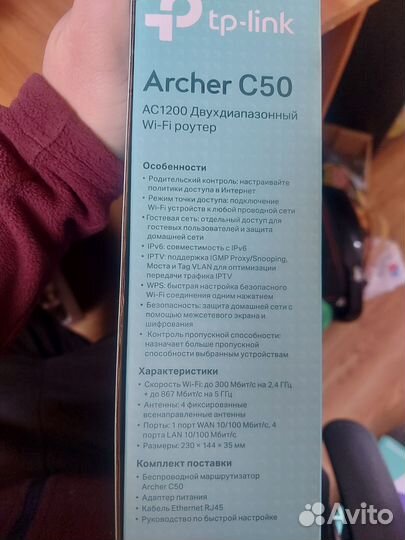 tp-link
Archer C50
AC1200 Двухдиапазонный
Wi-Fi роутер
Особенности
• Родительский контроль: настраивайте
политики доступа в Интернет
• Режим точки доступа: подключение
Wi-Fi устройств к любой проводной сети
• Гостевая сеть: отдельный доступ для
гостевых пользователей и защита
домашней сети
• IPv6: совместимость с IPv6
• IPTV: поддержка IGMP Proxy/Snooping,
Моста и Tag VLAN для оптимизации
передачи трафика IPTV
• WPS: быстрая настройка безопасного
Wi-Fi соединения одним нажатием
• Безопасность: защита домашней сети с
помощью межсетевого экрана и
шифрования
• Контроль пропускной способности:
назначает больше пропускной
способности выбранным устройствам
Характеристики
• Скорость Wi-Fi: до 300 Мбит/с на 2,4 ГГц
+ до 867 Мбит/с на 5 ГГц
• Антенны: 4 фиксированные
всенаправленные антенны
• Порты: 1 порт WAN 10/100 Мбит/с, 4
порта LAN 10/100 Мбит/с
• Размеры: 230 × 144 × 35 мм
Комплект поставки
• Беспроводной маршрутизатор
Archer C50
• Адаптер питания
• Кабель Ethernet RJ45
• Руководство по быстрой настройке
Avito